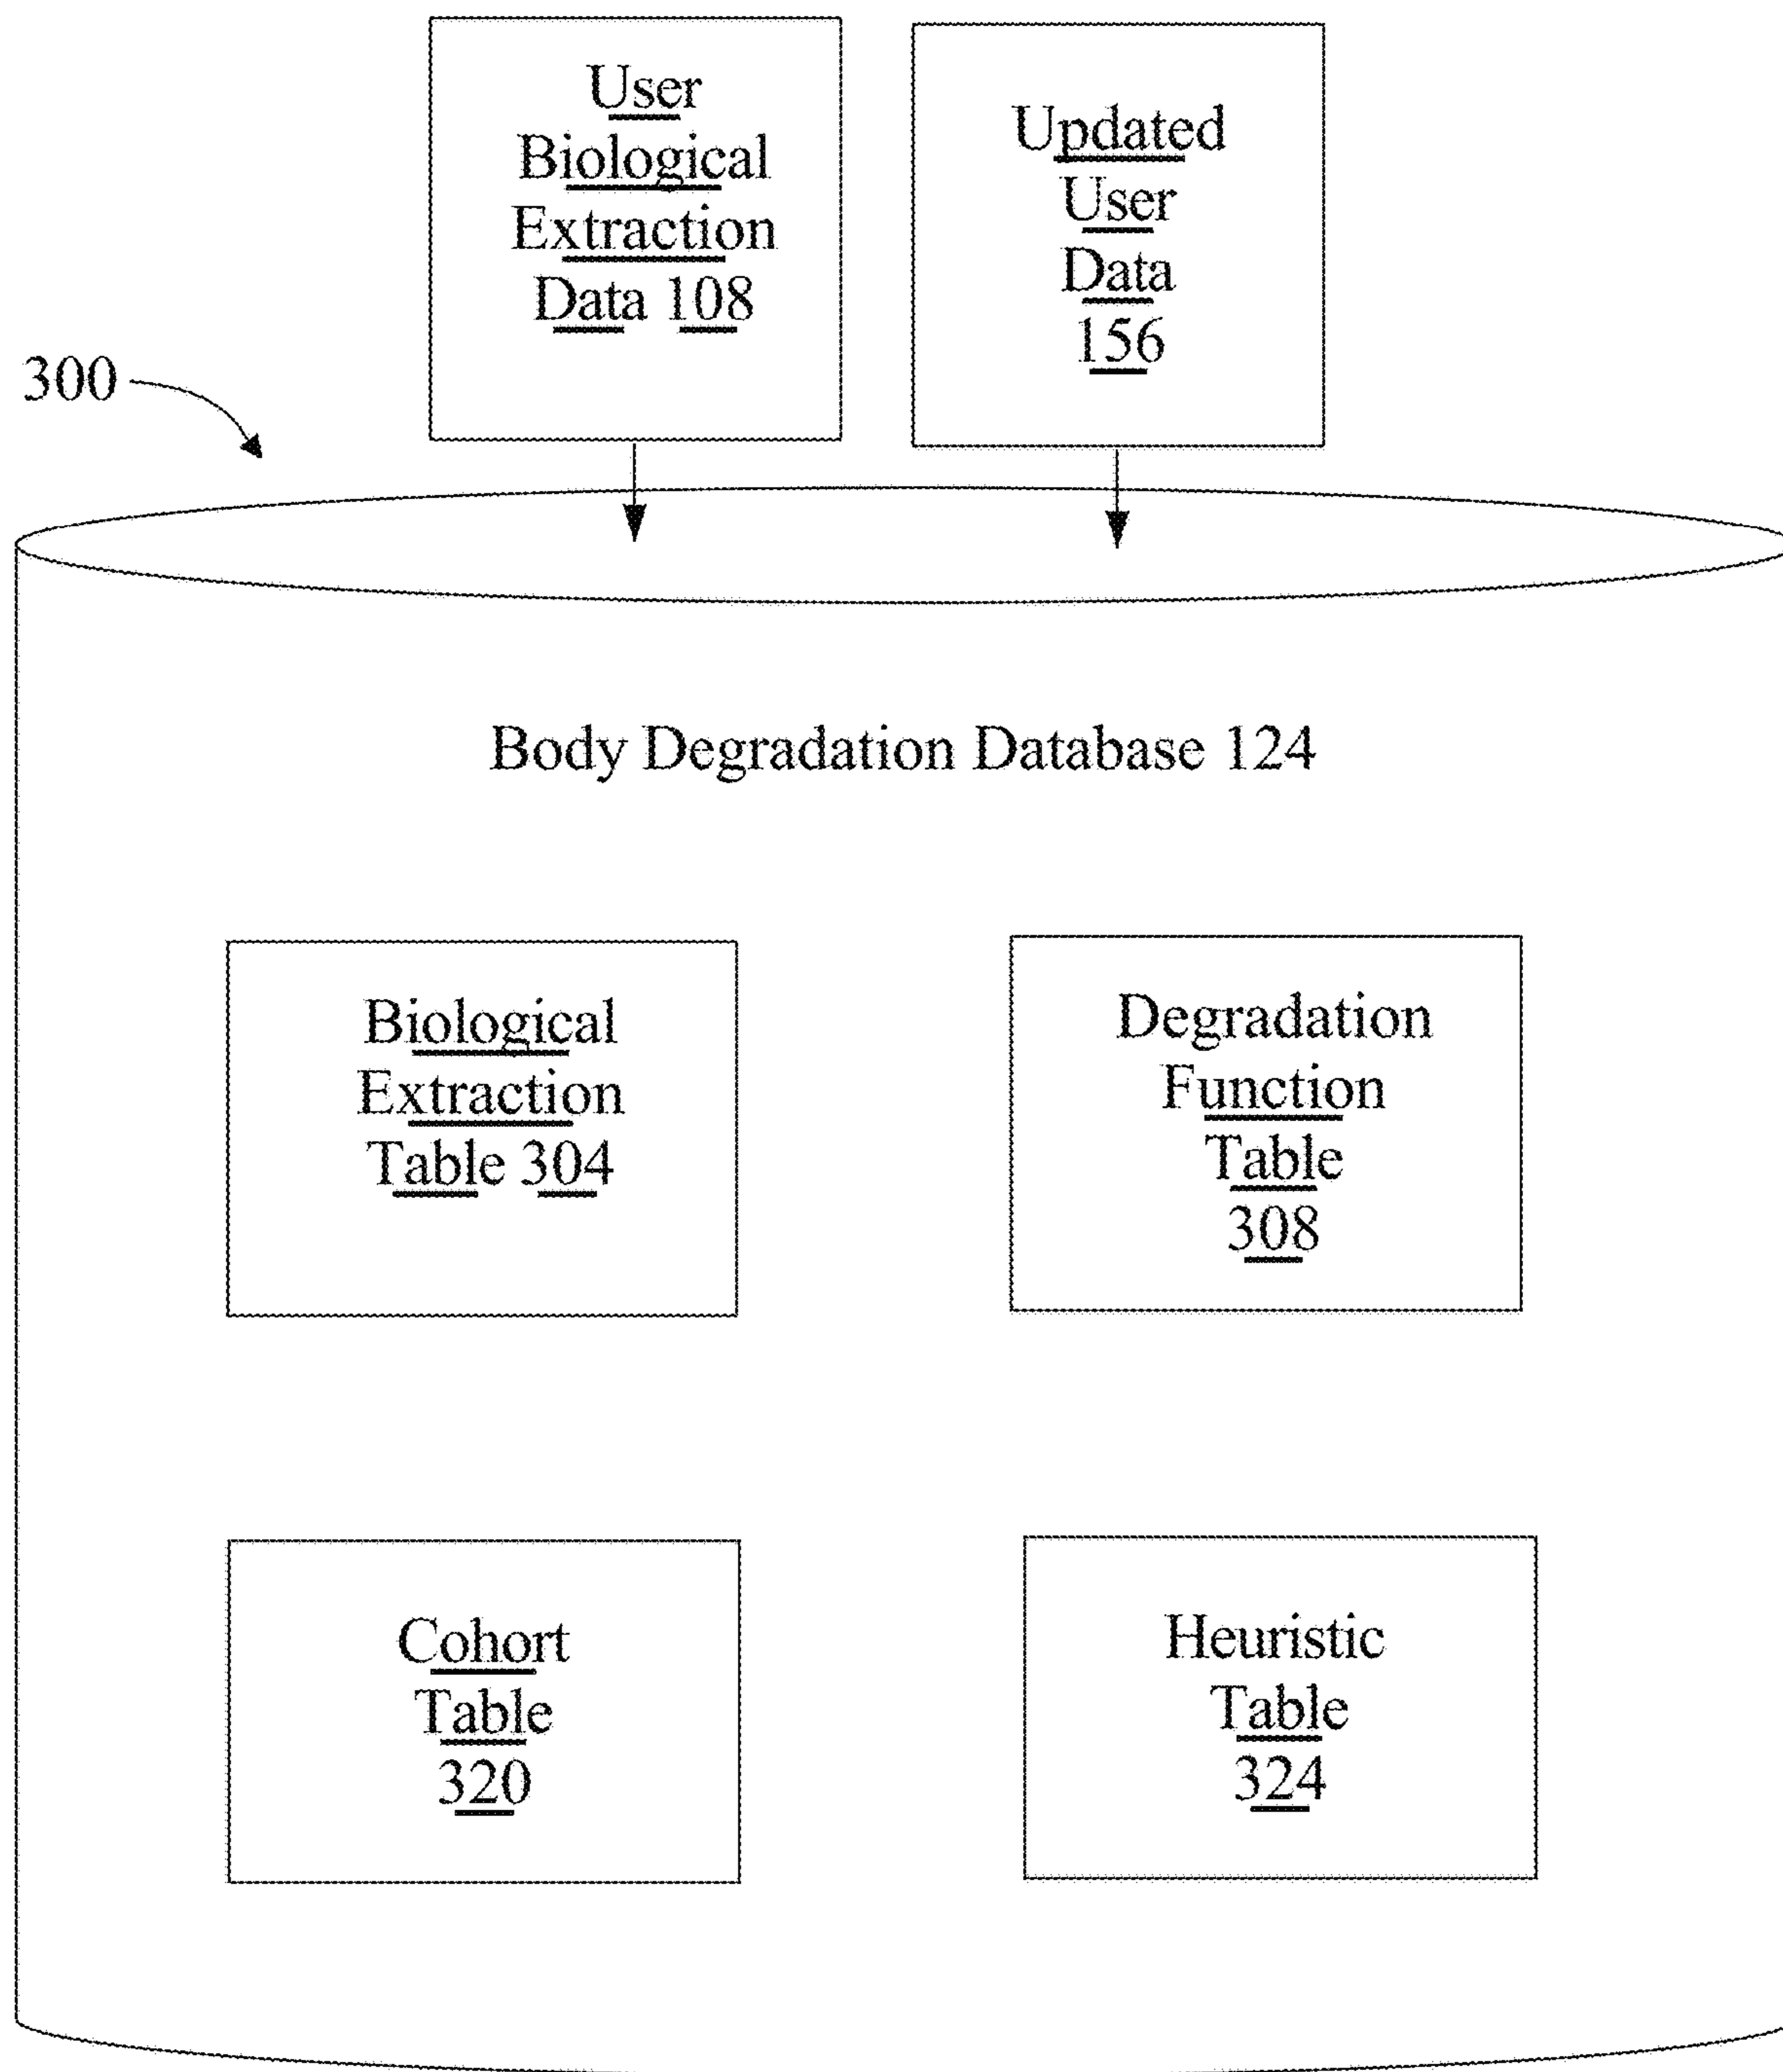 User
Biological
Extraction
Data 108
Updated
User
Data
156
300
Body Degradation Database 124
Biological
Extraction
Table 304
Degradation
Function
Table
308
Cohort
Table
320
Heuristic
Table
324